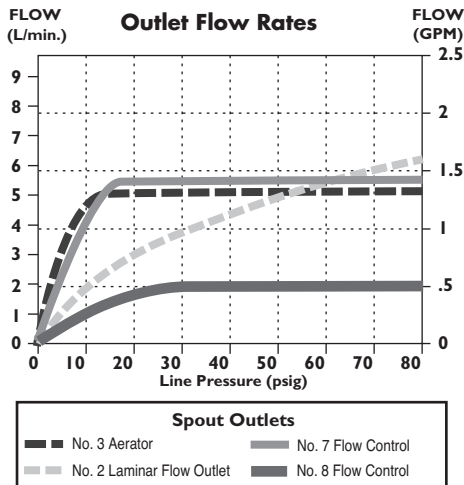 FLOW
(L/min.)
Outlet Flow Rates
FLOW
(GPM)
2.5
9
8
2
7
6
1.5
5
4
1
3
2
.5
1
0
0
0 10 20 30 40 50 60 70 80
Line Pressure (psig)
Spout Outlets
No. 3 Aerator
No. 7 Flow Control
No. 2 Laminar Flow Outlet
No. 8 Flow Control